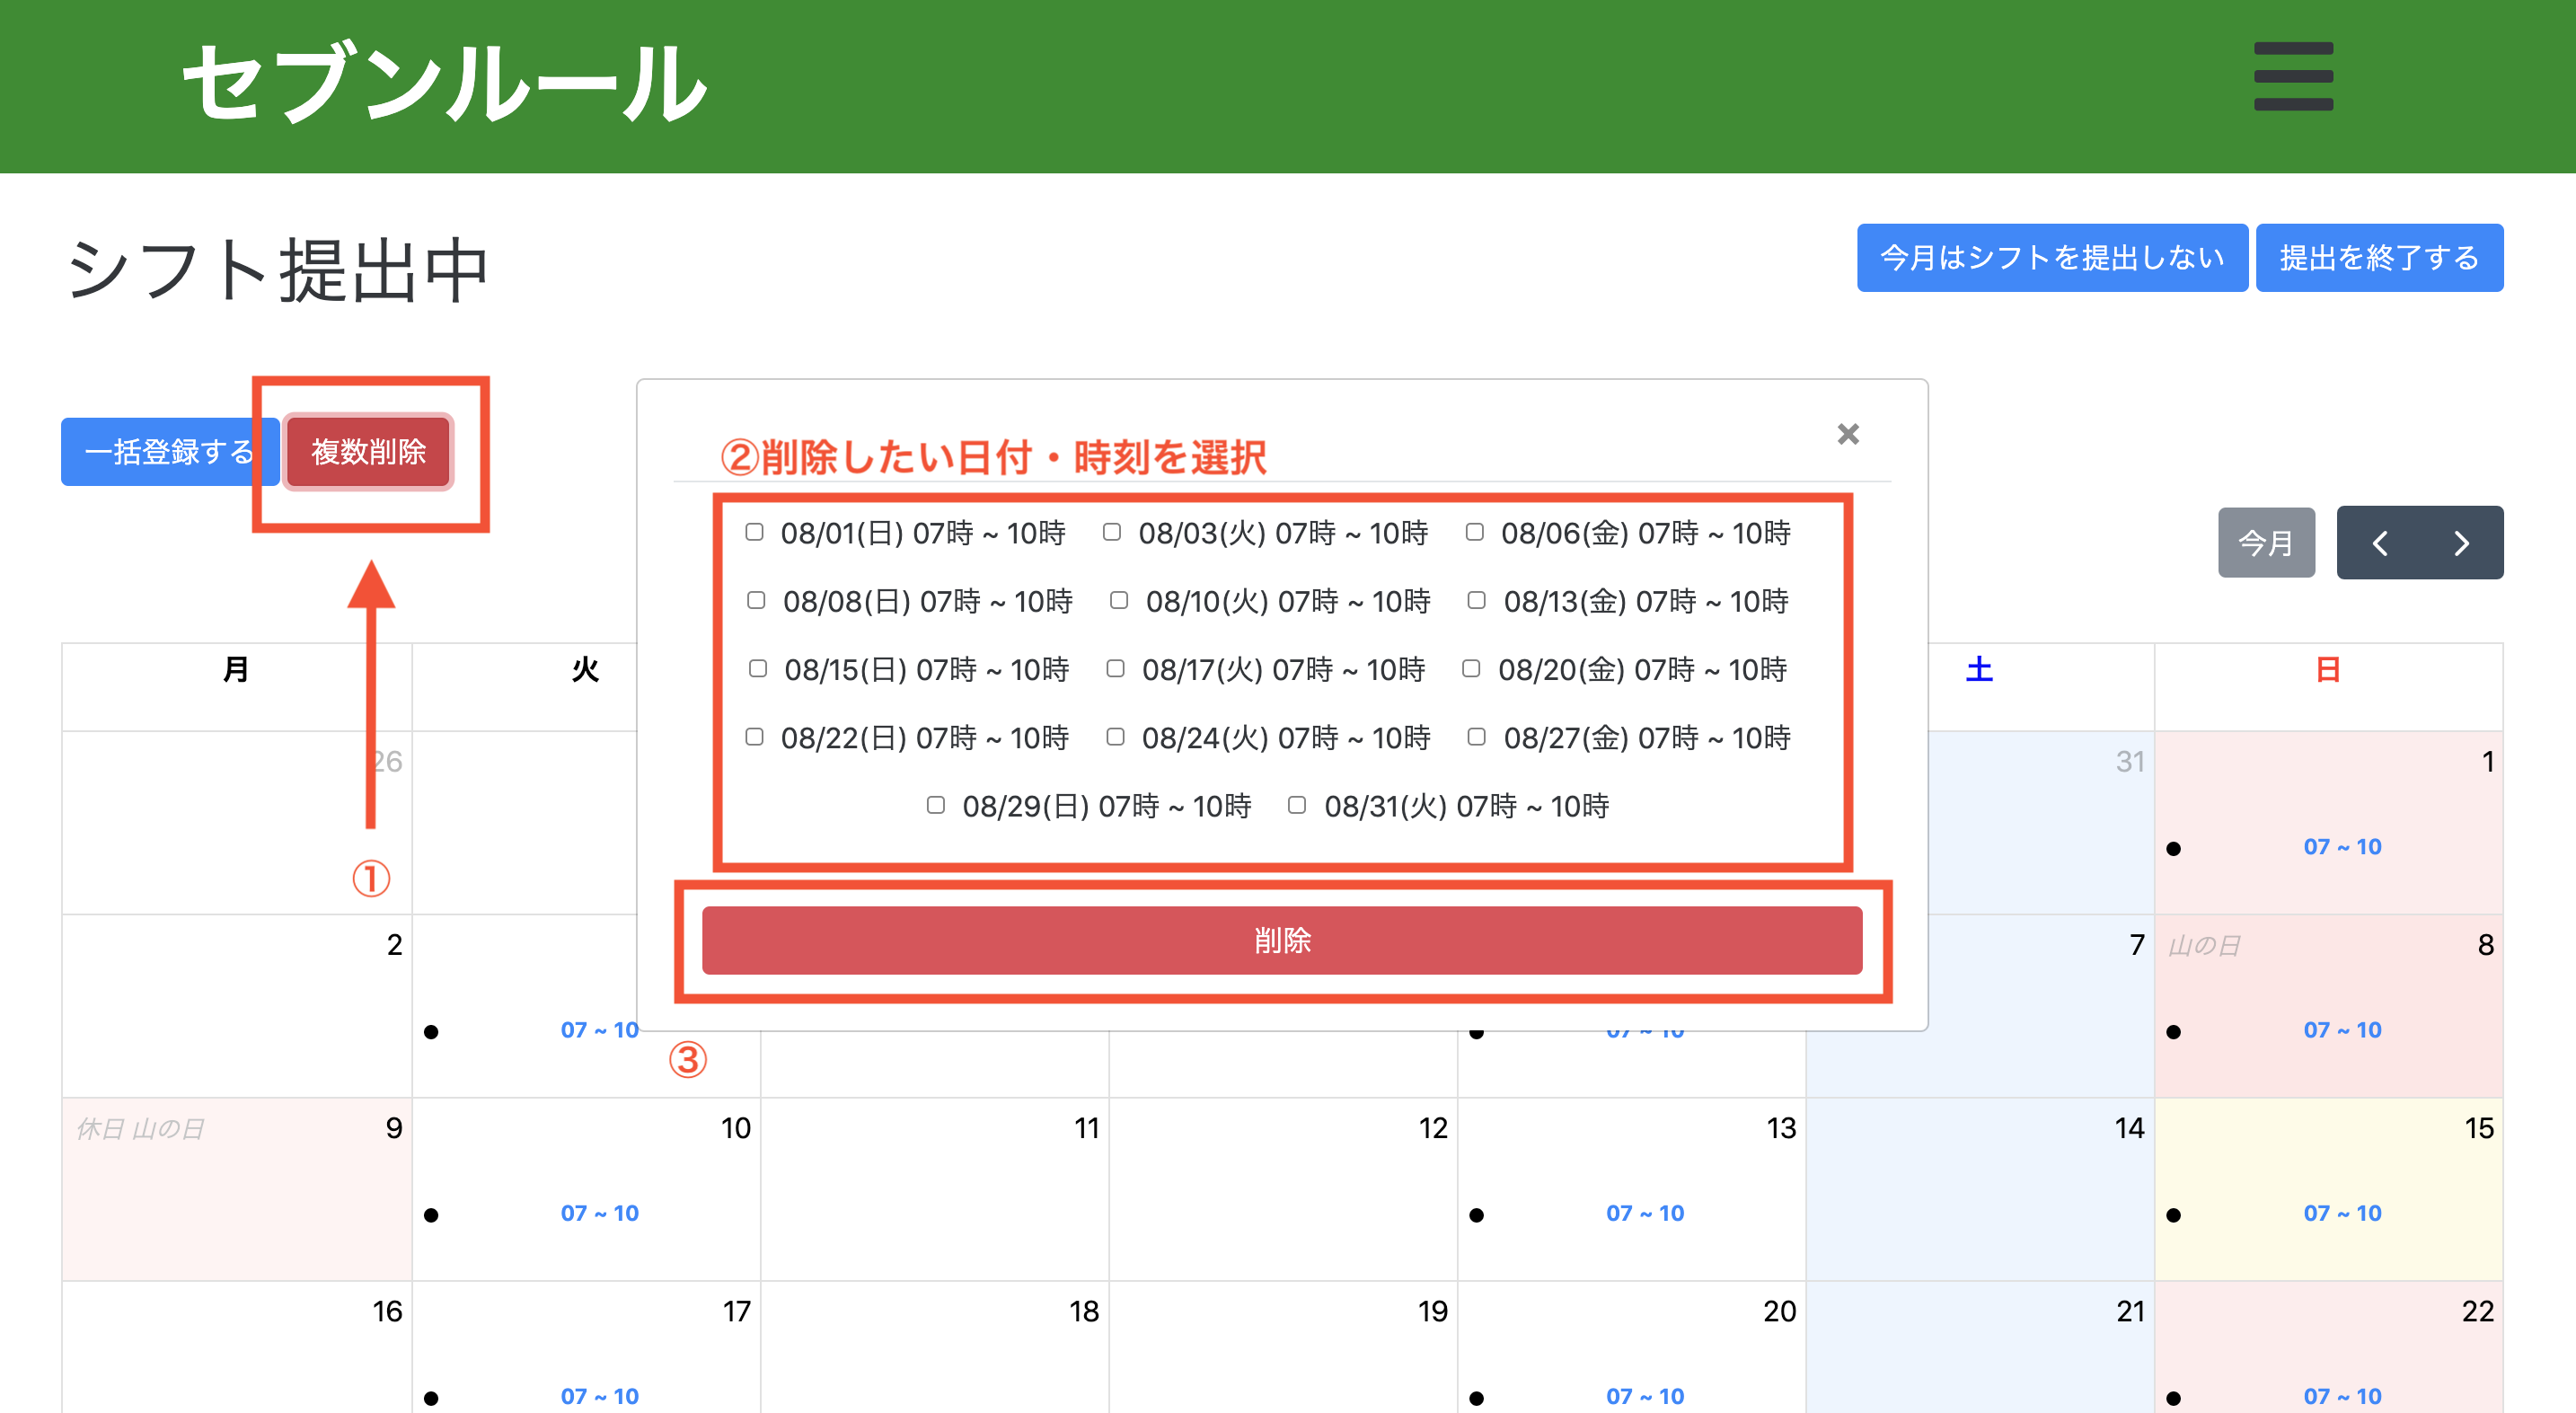 セブンルール
シフト提出中
今月はシフトを提出しない 提出を終了する
一括登録する 複数削除
×
②削除したい日付・時刻を選択
08/01(日) 07時 ~ 10時 08/03(火) 07時 ~ 10時 08/06(金) 07時 ~ 10時
08/08(日) 07時 ~ 10時 08/10(火) 07時 ~ 10時 08/13(金) 07時 ~ 10時
08/15(日) 07時 ~ 10時 08/17(火) 07時 ~ 10時 08/20(金) 07時 ~ 10時
08/22(日) 07時 ~ 10時 08/24(火) 07時 ~ 10時 08/27(金) 07時 ~ 10時
08/29(日) 07時 ~ 10時 08/31(火) 07時 ~ 10時
削除
①
③
今月
月 火 土 日
26 31 1
07 ~ 10
2 7 山の日 8
07 ~ 10 07 ~ 10 07 ~ 10
休日 山の日 9 10 11 12 13 14 15
07 ~ 10 07 ~ 10 07 ~ 10
16 17 18 19 20 21 22
07 ~ 10 07 ~ 10 07 ~ 10